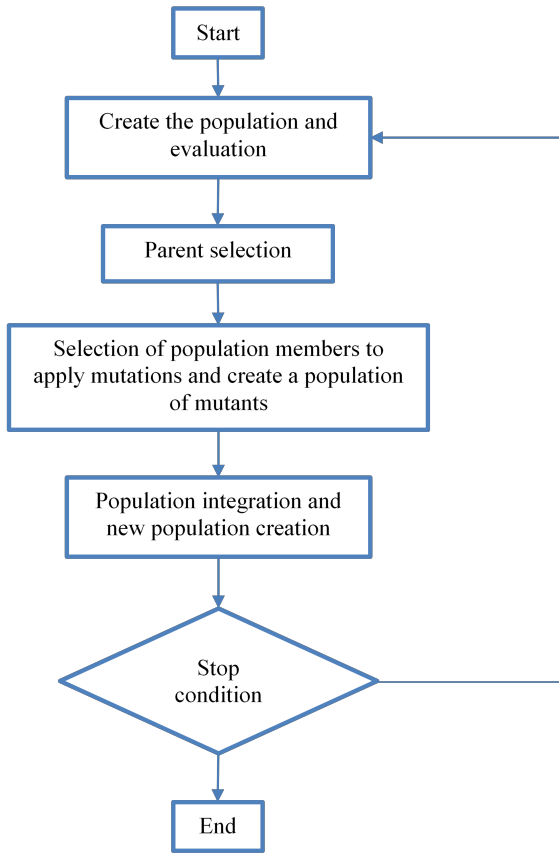 Start
Create the population and
evaluation
Parent selection
Selection of population members to
apply mutations and create a population
of mutants
Population integration and
new population creation
Stop
condition
End